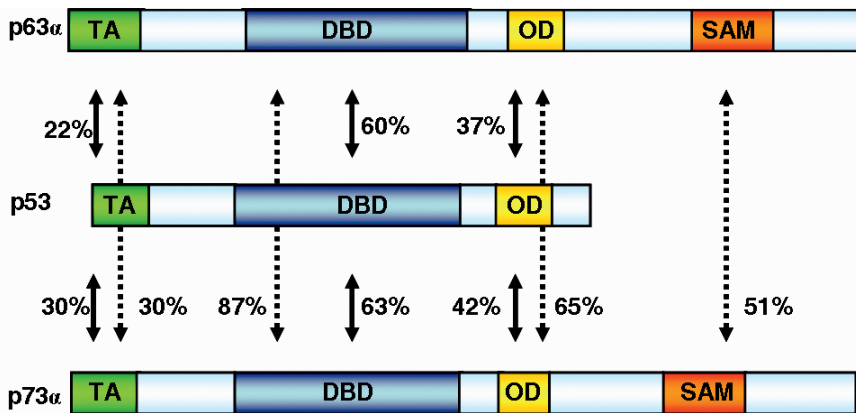 p63α TA DBD OD SAM
22% 60% 37%
p53 TA DBD OD
30% 30% 87% 63% 42% 65% 51%
p73α TA DBD OD SAM